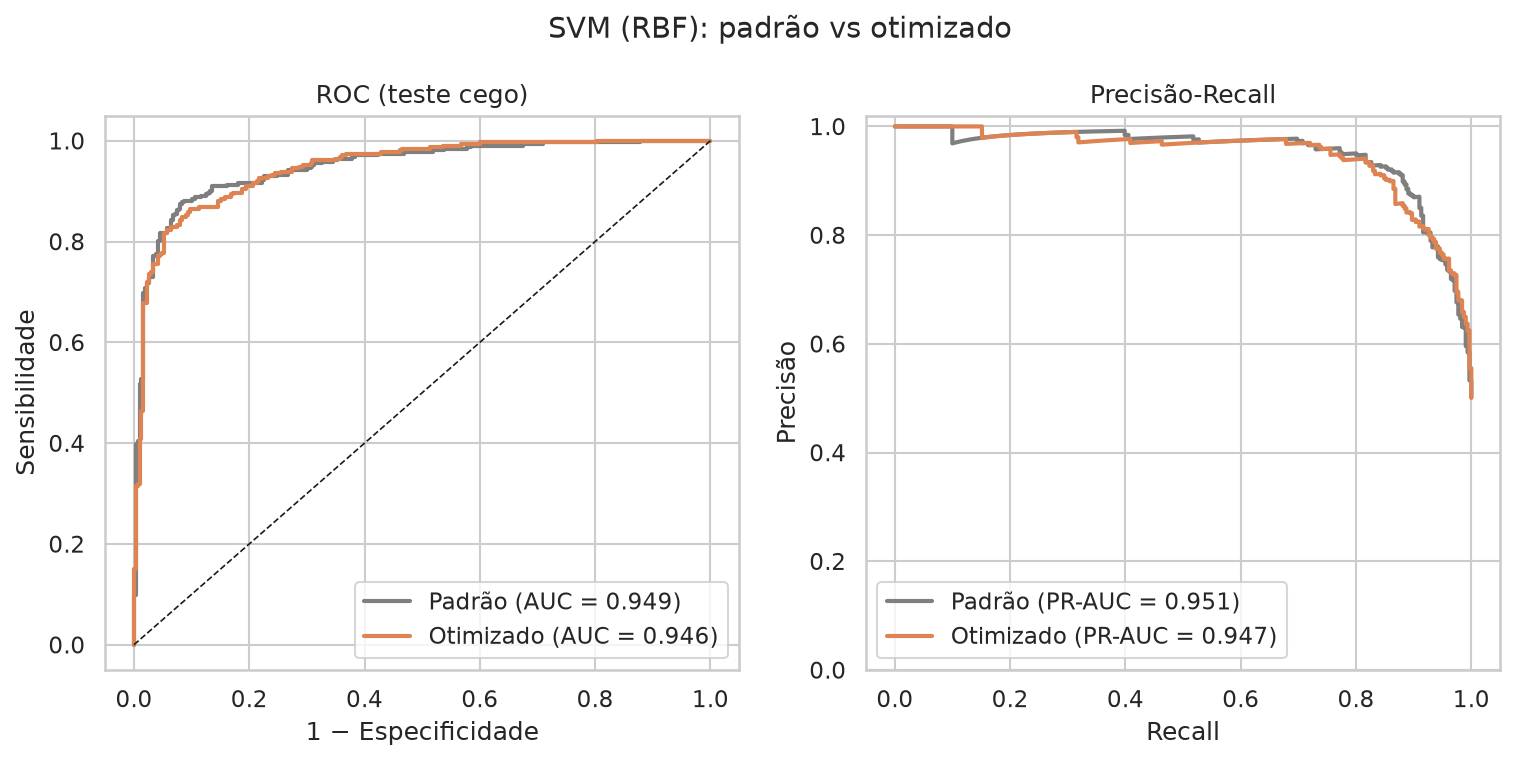 SVM (RBF): padrão vs otimizado
ROC (teste cego)
Sensibilidade
1.0
0.8
0.6
0.4
0.2
0.0
Padrão (AUC = 0.949)
Otimizado (AUC = 0.946)
0.0 0.2 0.4 0.6 0.8 1.0
1 − Especificidade
Precisão-Recall
Precisão
1.0
0.8
0.6
0.4
0.2
0.0
Padrão (PR-AUC = 0.951)
Otimizado (PR-AUC = 0.947)
0.0 0.2 0.4 0.6 0.8 1.0
Recall